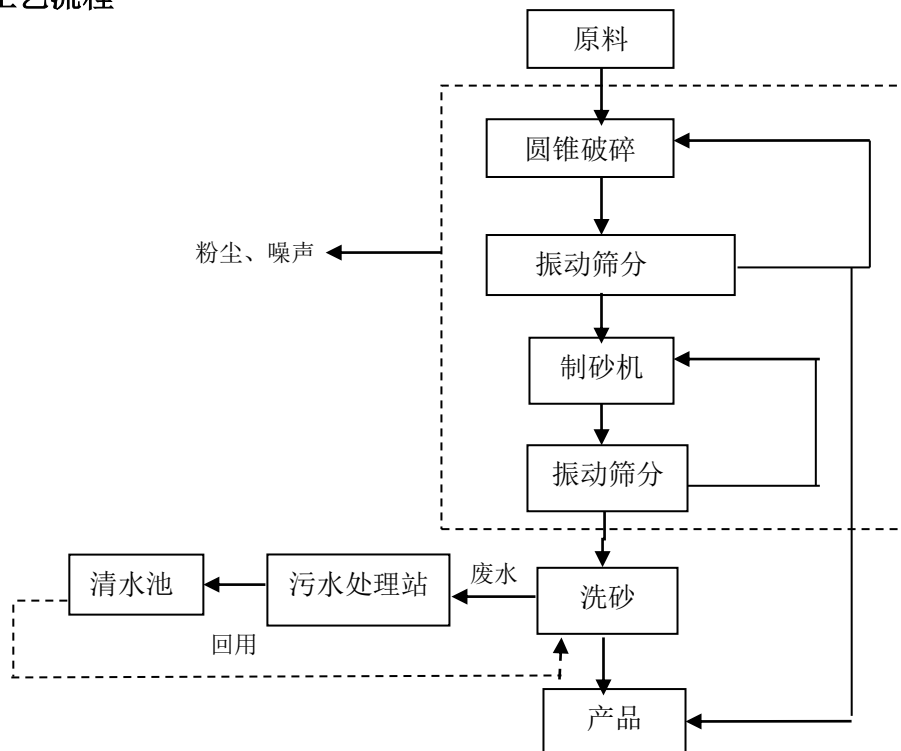 工艺流程
原料
圆锥破碎
粉尘、噪声
振动筛分
制砂机
振动筛分
清水池
污水处理站
废水
洗砂
回用
产品